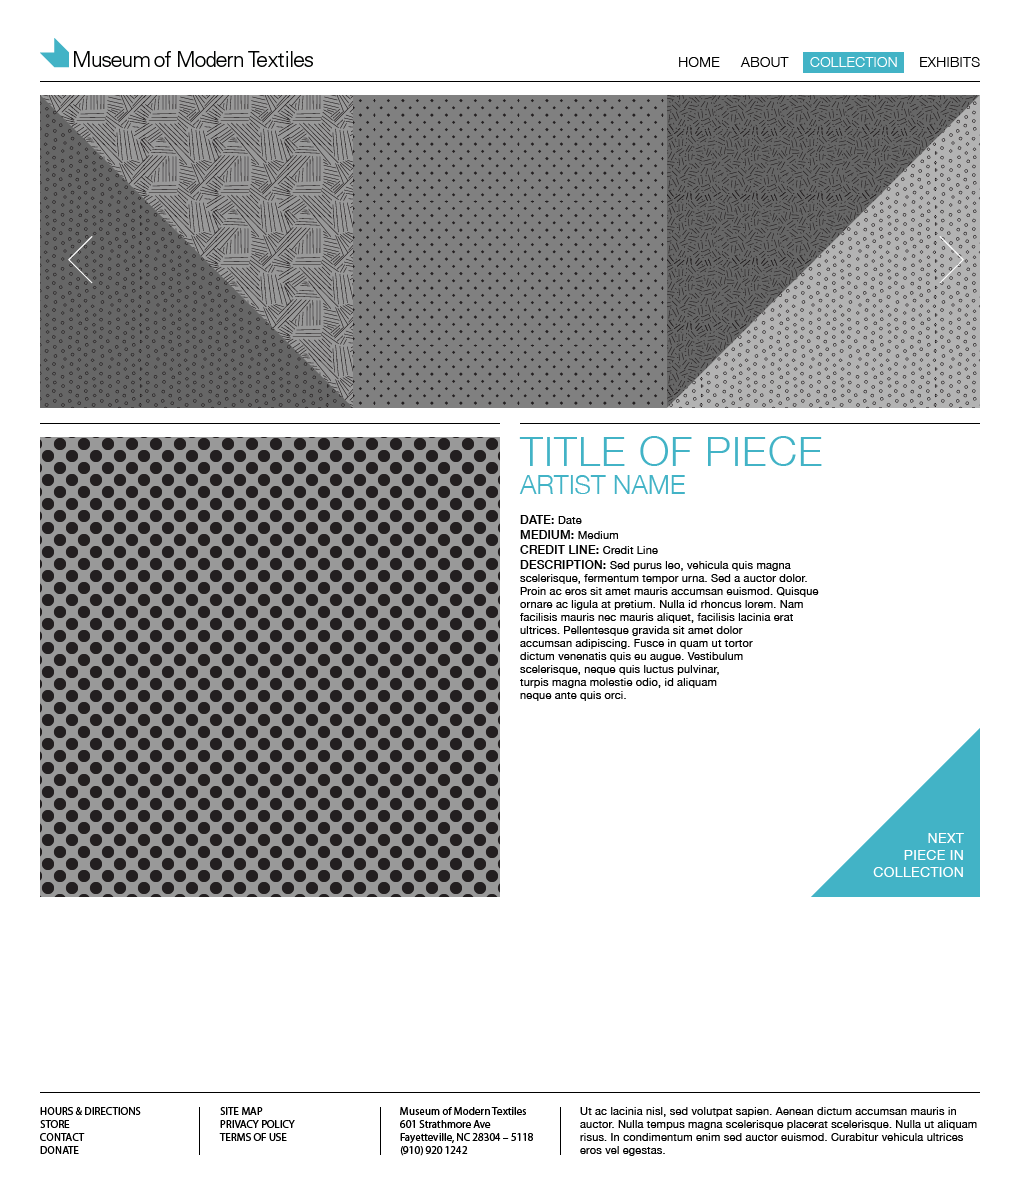 Museum of Modern Textiles
HOME ABOUT COLLECTION EXHIBITS
TITLE OF PIECE
ARTIST NAME
DATE: Date
MEDIUM: Medium
CREDIT LINE: Credit Line
DESCRIPTION: Sed purus leo, vehicula quis magna
scelerisque, fermentum tempor urna. Sed a auctor dolor.
Proin ac eros sit amet mauris accumsan euismod. Quisque
ornare ac ligula at pretium. Nulla id rhoncus lorem. Nam
facilisis mauris nec mauris aliquet, facilisis lacinia erat
ultrices. Pellentesque gravida sit amet dolor
accumsan adipiscing. Fusce in quam ut tortor
dictum venenatis quis eu augue. Vestibulum
scelerisque, neque quis luctus pulvinar,
turpis magna molestie odio, id aliquam
neque ante quis orci.
NEXT
PIECE IN
COLLECTION
HOURS & DIRECTIONS
STORE
CONTACT
DONATE
SITE MAP
PRIVACY POLICY
TERMS OF USE
Museum of Modern Textiles
601 Strathmore Ave
Fayetteville, NC 28304 – 5118
(910) 920 1242
Ut ac lacinia nisl, sed volutpat sapien. Aenean dictum accumsan mauris in
auctor. Nulla tempus magna scelerisque placerat scelerisque. Nulla ut aliquam
risus. In condimentum enim sed auctor euismod. Curabitur vehicula ultrices
eros vel egestas.